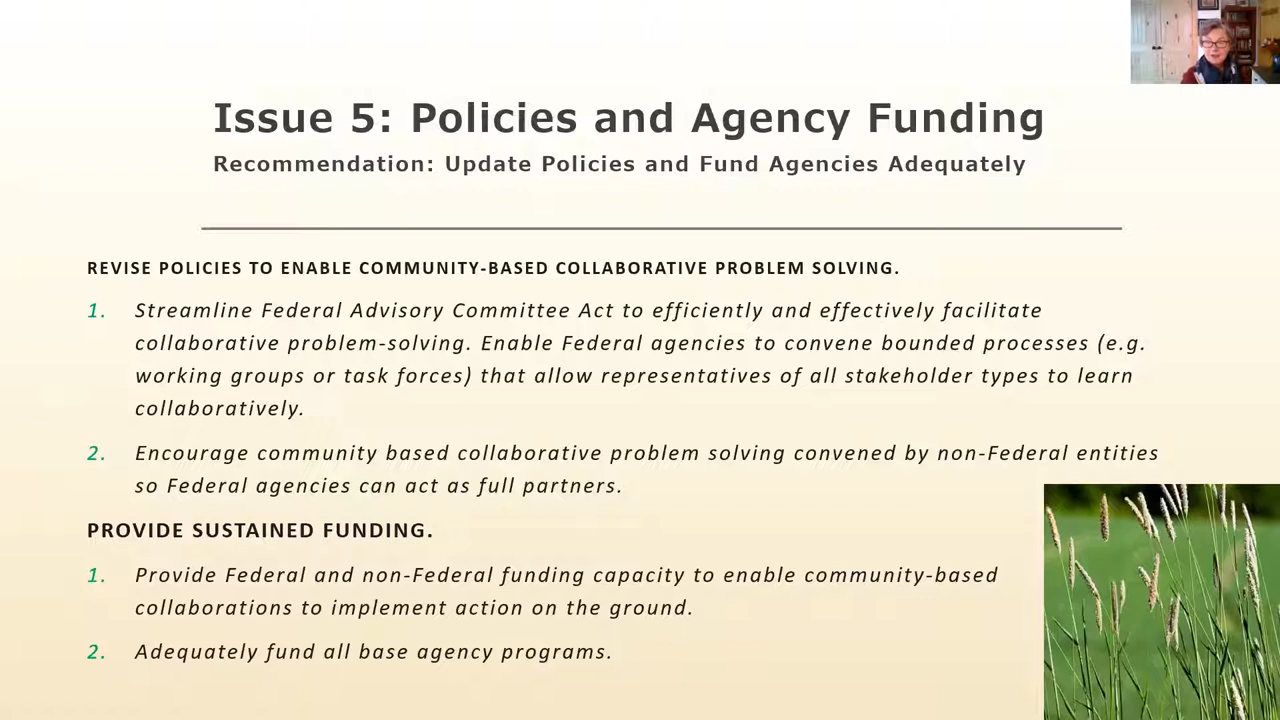 Issue 5: Policies and Agency Funding
Recommendation: Update Policies and Fund Agencies Adequately
REVISE POLICIES TO ENABLE COMMUNITY-BASED COLLABORATIVE PROBLEM SOLVING.
1. Streamline Federal Advisory Committee Act to efficiently and effectively facilitate
collaborative problem-solving. Enable Federal agencies to convene bounded processes (e.g.
working groups or task forces) that allow representatives of all stakeholder types to learn
collaboratively.
2. Encourage community based collaborative problem solving convened by non-Federal entities
so Federal agencies can act as full partners.
PROVIDE SUSTAINED FUNDING.
1. Provide Federal and non-Federal funding capacity to enable community-based
collaborations to implement action on the ground.
2. Adequately fund all base agency programs.